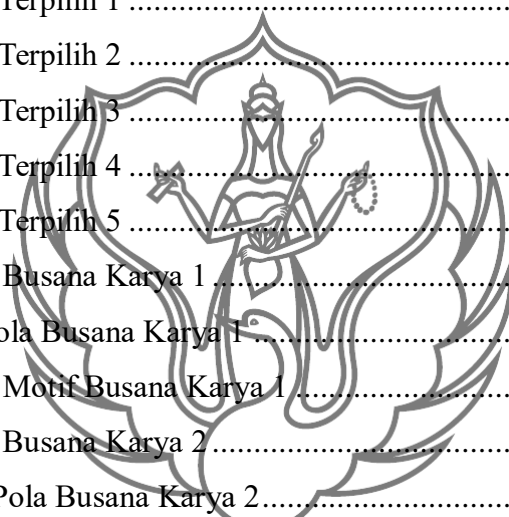 Terpilih 1 ................................................
Terpilih 2 ................................................
Terpilih 3 ................................................
Terpilih 4 ................................................
Terpilih 5 ................................................
Busana Karya 1 .....................................
ola Busana Karya 1 ................................
Motif Busana Karya 1 ...........................
Busana Karya 2 ......................................
Pola Busana Karya 2................................